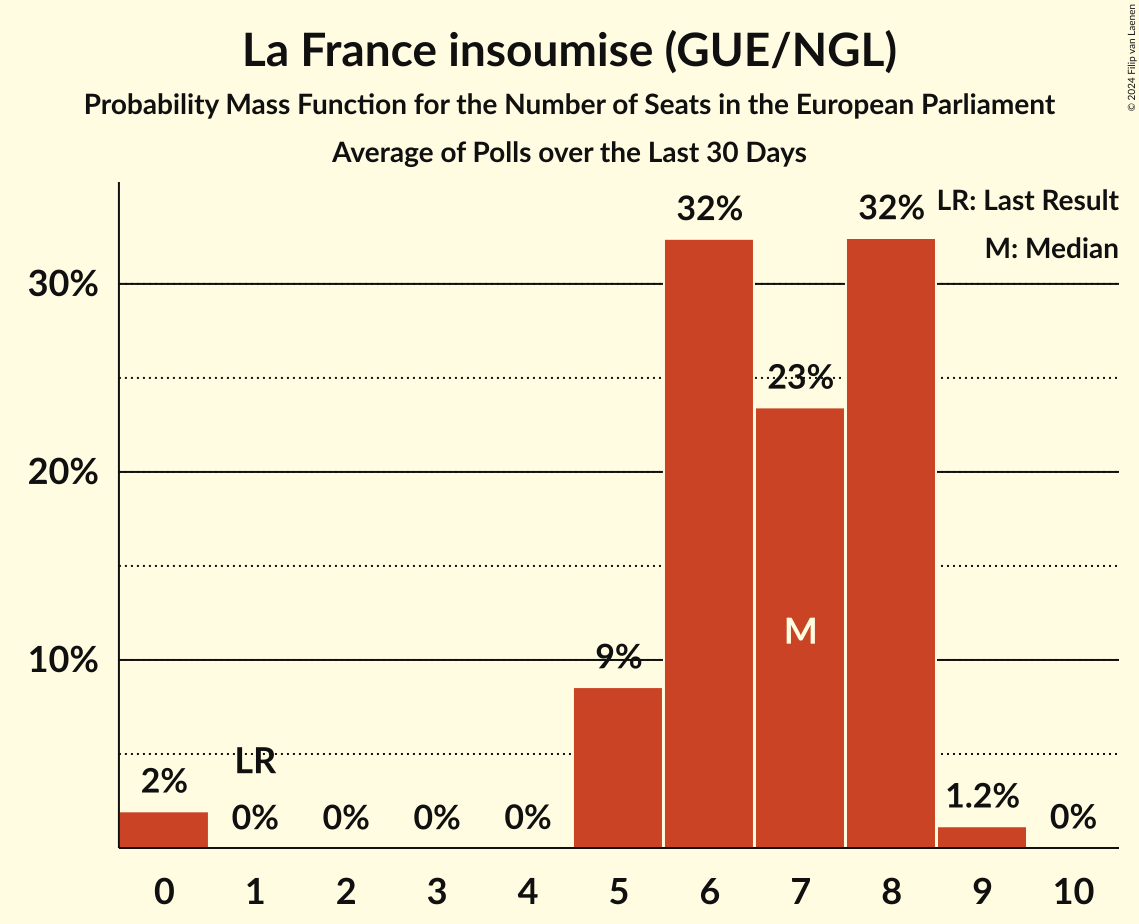 La France insoumise (GUE/NGL)
Probability Mass Function for the Number of Seats in the European Parliament
Average of Polls over the Last 30 Days
© 2024 Filip van Laenen
LR: Last Result
M: Median
32%
32%
30%
23%
20%
M
10%
9%
LR
2%
0%
0%
0%
0%
1.2%
0%
0 1 2 3 4 5 6 7 8 9 10